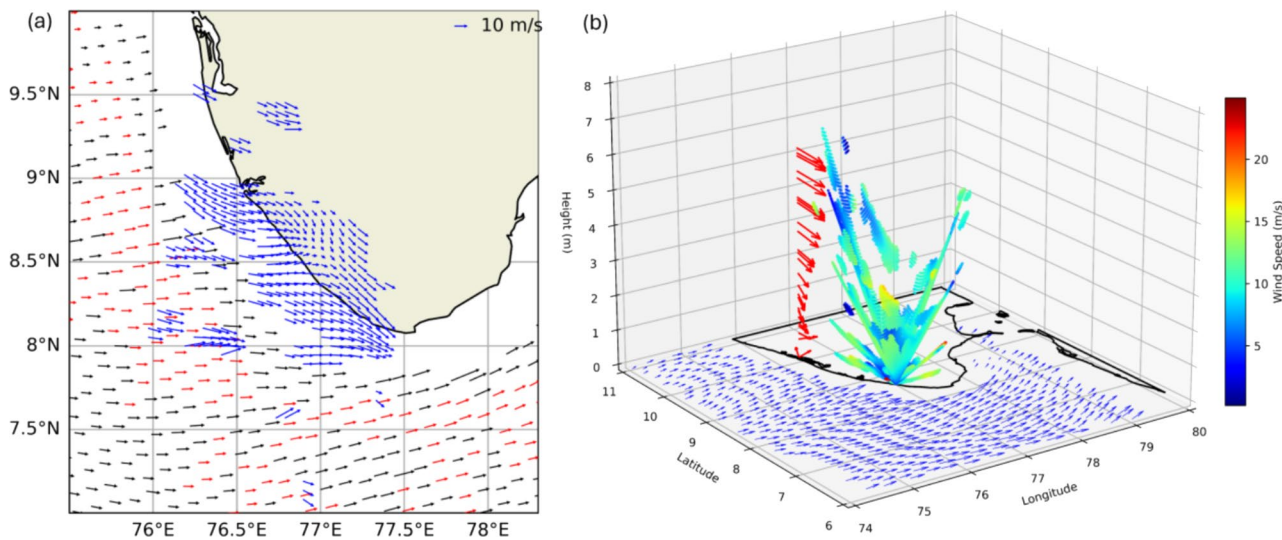 (a)
10 m/s
9.5°N
9°N
8.5°N
8°N
7.5°N
76°E 76.5°E 77°E 77.5°E 78°E
(b)
8
7
6
5
4
3
2
1
0
Height (m)
11
10
9
8
7
6
Latitude
74
75
76
77
78
79
80
Longitude
20
15
10
5
Wind Speed (m/s)